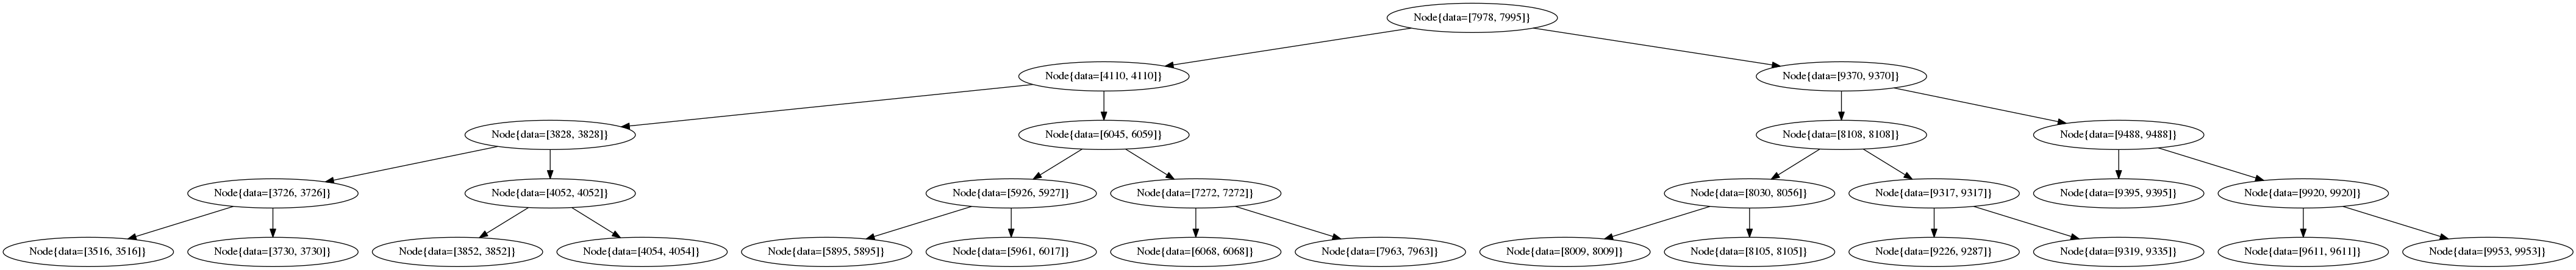 Node{data=[7978, 7995]}
Node{data=[4110, 4110]}
Node{data=[9370, 9370]}
Node{data=[3828, 3828]}
Node{data=[6045, 6059]}
Node{data=[8108, 8108]}
Node{data=[9488, 9488]}
Node{data=[3726, 3726]}
Node{data=[4052, 4052]}
Node{data=[5926, 5927]}
Node{data=[7272, 7272]}
Node{data=[8030, 8056]}
Node{data=[9317, 9317]}
Node{data=[9395, 9395]}
Node{data=[9920, 9920]}
Node{data=[3516, 3516]}
Node{data=[3730, 3730]}
Node{data=[3852, 3852]}
Node{data=[4054, 4054]}
Node{data=[5895, 5895]}
Node{data=[5961, 6017]}
Node{data=[6068, 6068]}
Node{data=[7963, 7963]}
Node{data=[8009, 8009]}
Node{data=[8105, 8105]}
Node{data=[9226, 9287]}
Node{data=[9319, 9335]}
Node{data=[9611, 9611]}
Node{data=[9953, 9953]}